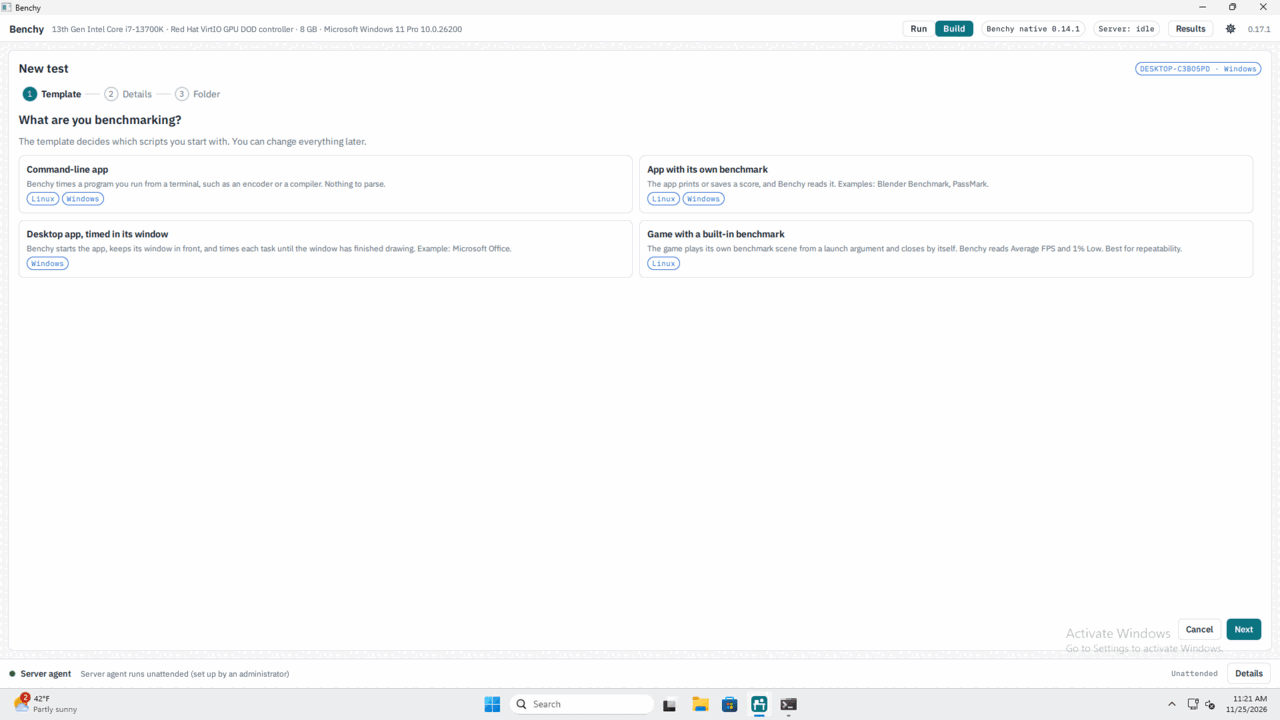 Benchy
Benchy 13th Gen Intel Core i7-13700K · Red Hat VirtIO GPU DOD controller · 8 GB · Microsoft Windows 11 Pro 10.0.26200 Run Build Benchy native 0.14.1 Server: idle Results 0.17.1
New test DESKTOP-C3BO5PD · Windows
1 Template 2 Details 3 Folder
What are you benchmarking?
The template decides which scripts you start with. You can change everything later.
Command-line app
Benchy times a program you run from a terminal, such as an encoder or a compiler. Nothing to parse.
Linux Windows
App with its own benchmark
The app prints or saves a score, and Benchy reads it. Examples: Blender Benchmark, PassMark.
Linux Windows
Desktop app, timed in its window
Benchy starts the app, keeps its window in front, and times each task until the window has finished drawing. Example: Microsoft Office.
Windows
Game with a built-in benchmark
The game plays its own benchmark scene from a launch argument and closes by itself. Benchy reads Average FPS and 1% Low. Best for repeatability.
Linux
Cancel Next
Activate Windows
Go to Settings to activate Windows.
Server agent Server agent runs unattended (set up by an administrator) Unattended Details
2 42°F
Partly sunny
Search
11:21 AM
11/25/2026